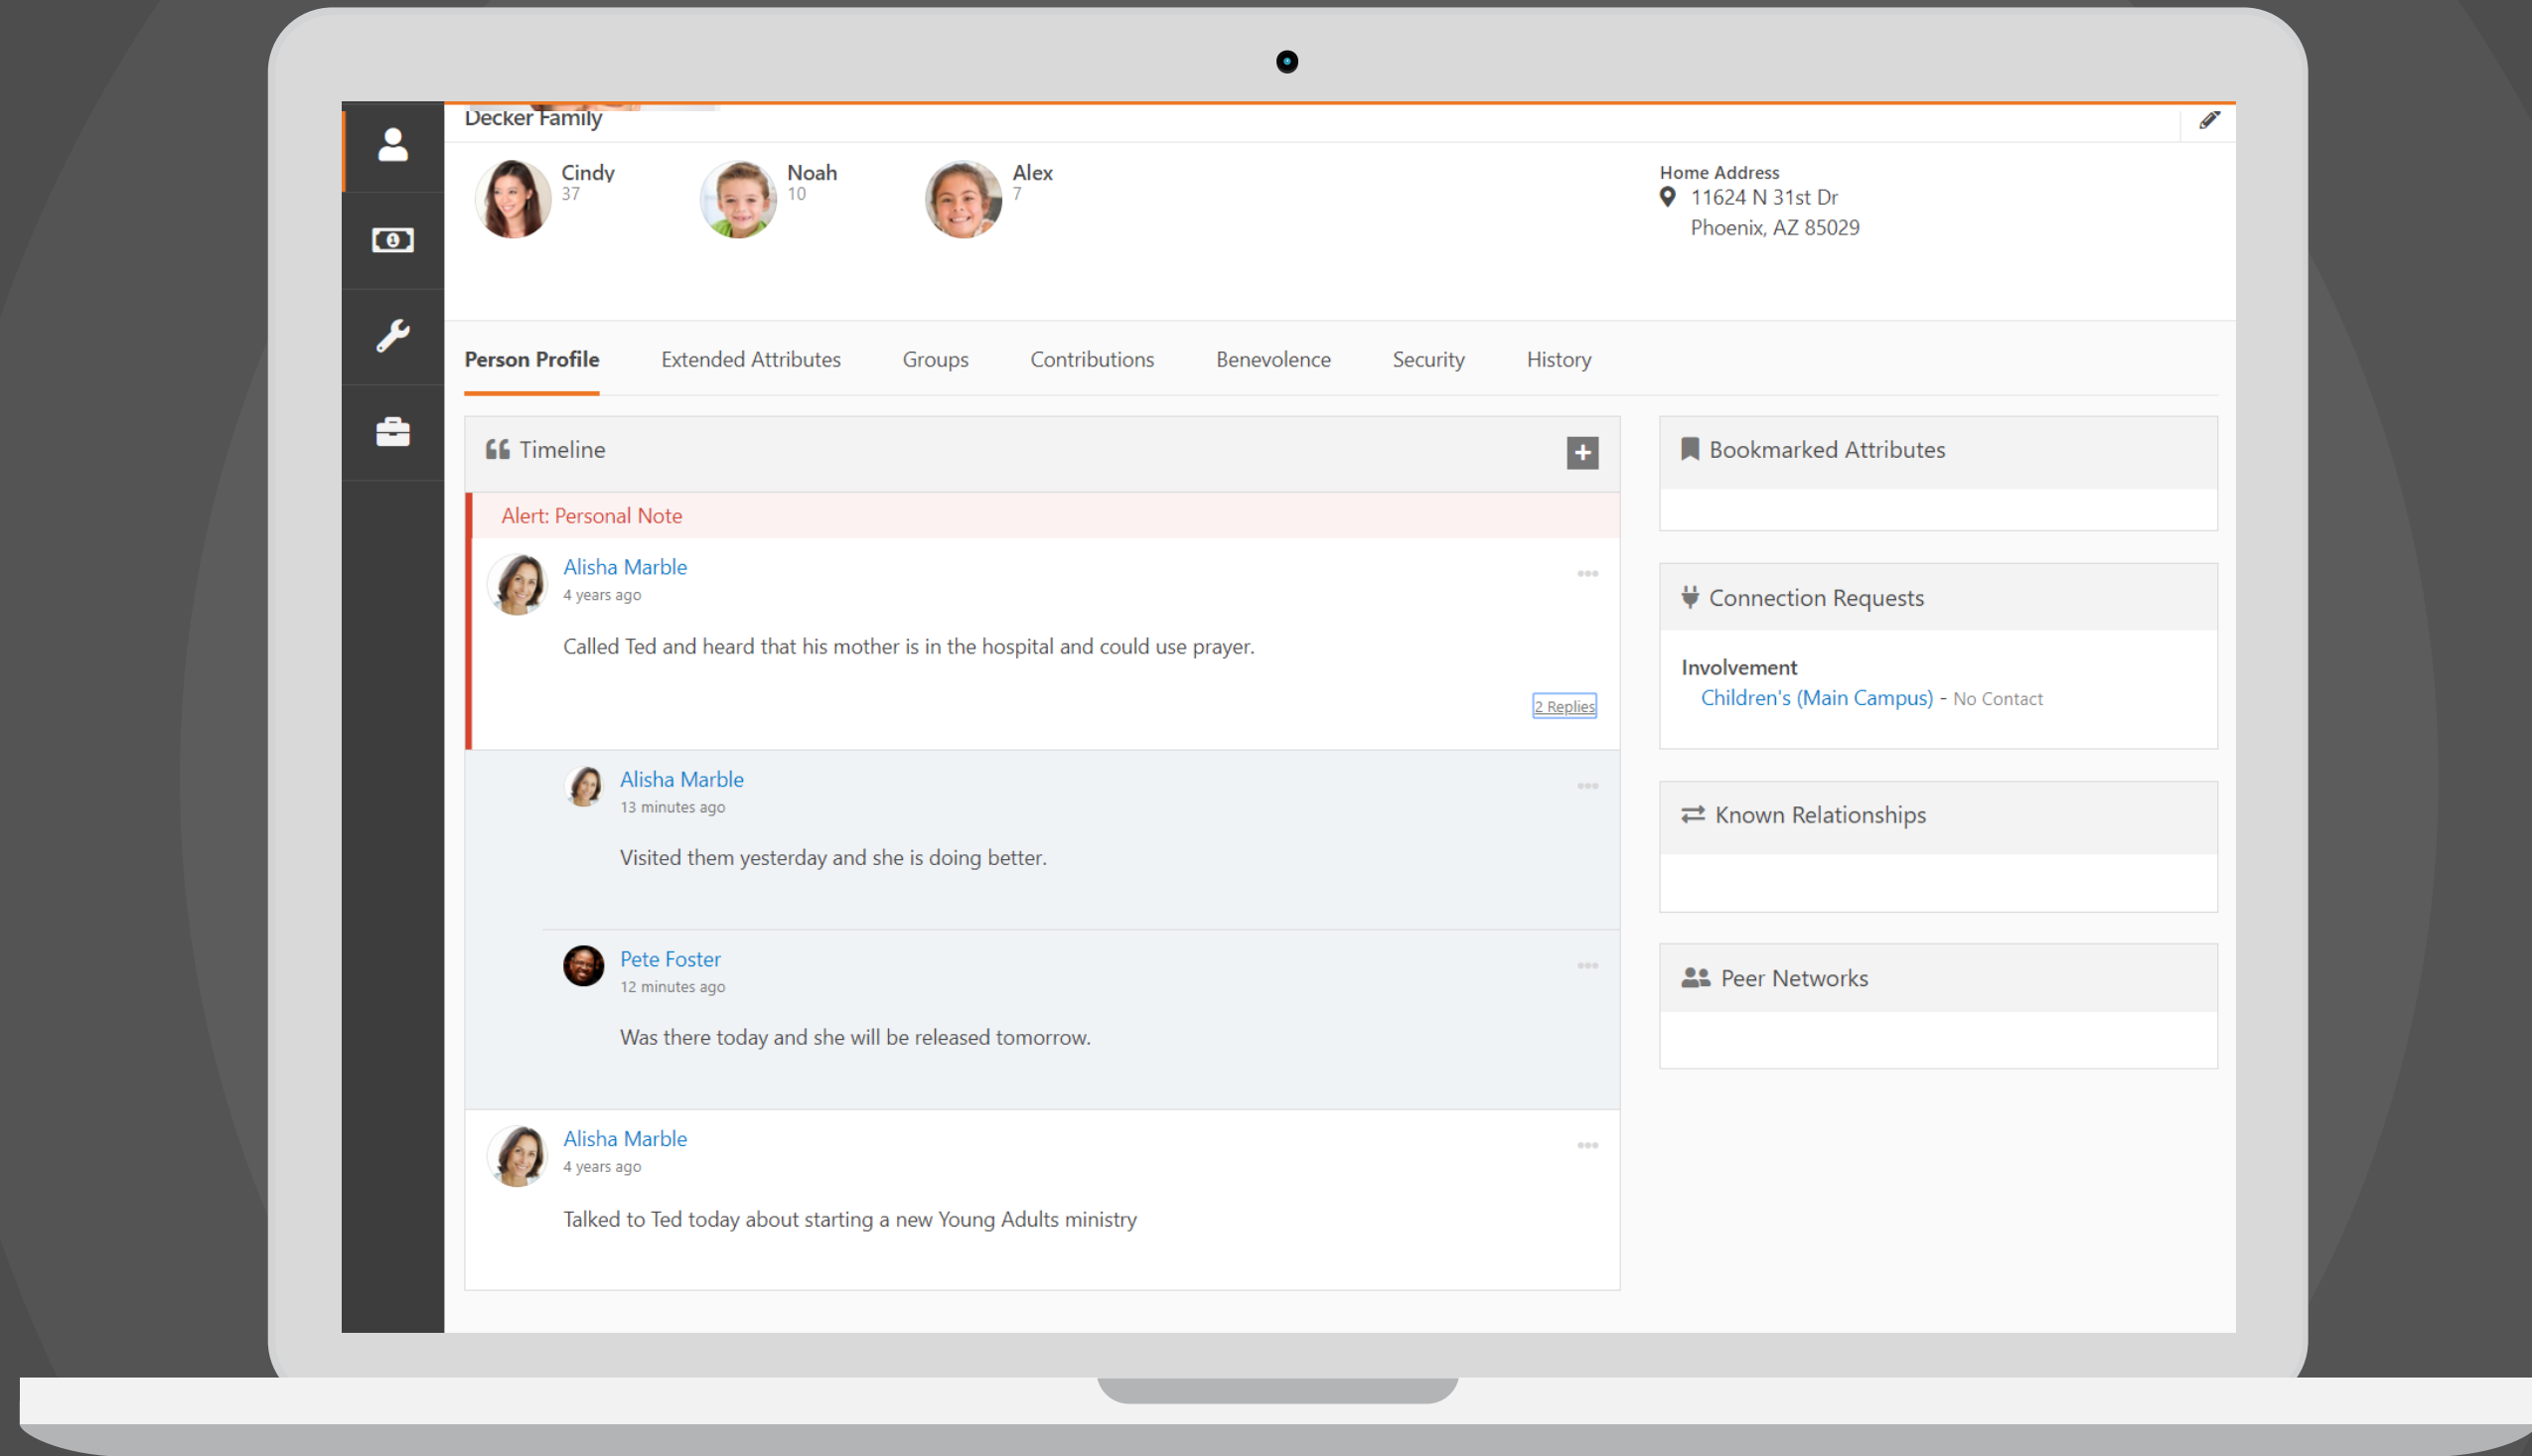 Decker Family
Cindy
37
Noah
10
Alex
7
Home Address
11624 N 31st Dr
Phoenix, AZ 85029
Person Profile
Extended Attributes
Groups
Contributions
Benevolence
Security
History
Timeline
Alert: Personal Note
Alisha Marble
4 years ago
Called Ted and heard that his mother is in the hospital and could use prayer.
2 Replies
Alisha Marble
13 minutes ago
Visited them yesterday and she is doing better.
Pete Foster
12 minutes ago
Was there today and she will be released tomorrow.
Alisha Marble
4 years ago
Talked to Ted today about starting a new Young Adults ministry
Bookmarked Attributes
Connection Requests
Involvement
Children's (Main Campus) - No Contact
Known Relationships
Peer Networks